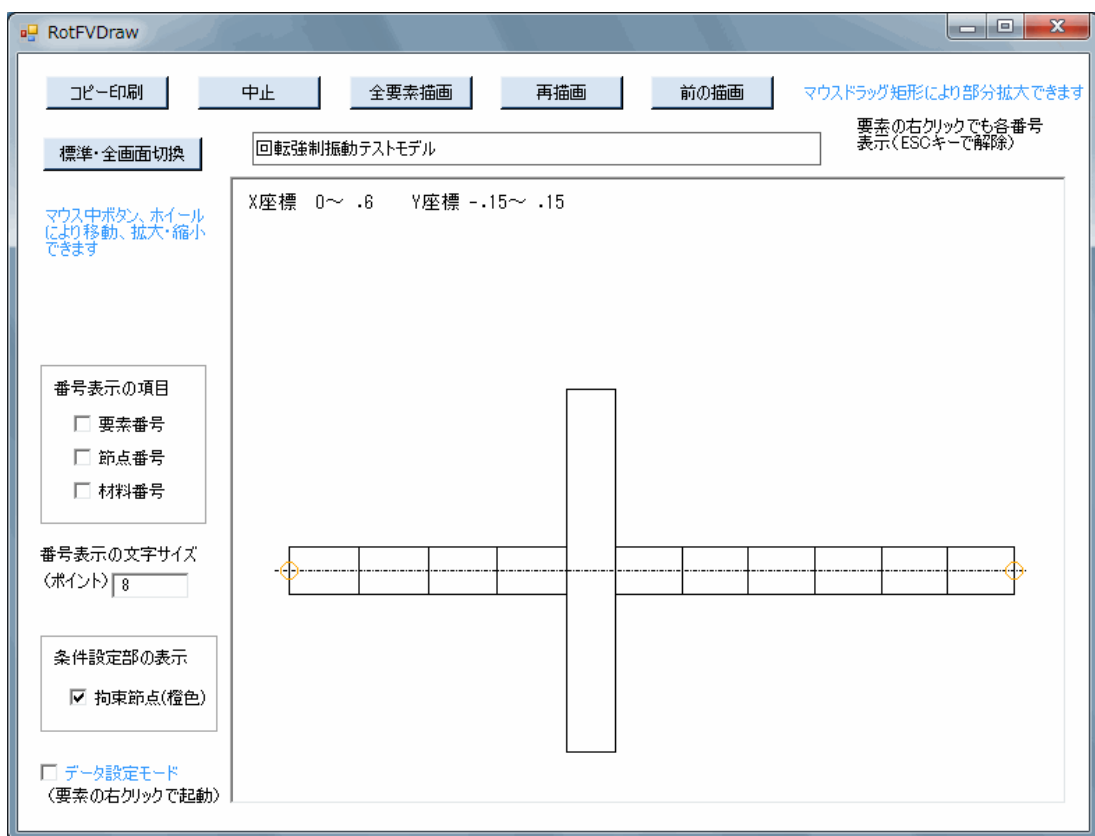 RotFVDraw
コピー印刷
中止
全要素描画
再描画
前の描画
マウスドラッグ矩形により部分拡大できます
要素の右クリックでも各番号
表示(ESCキーで解除)
標準・全画面切換
回転強制振動テストモデル
X座標 0～ .6 Y座標 -.15～ .15
マウス中ボタン、ホイール
により移動、拡大・縮小
できます
番号表示の項目
要素番号
節点番号
材料番号
番号表示の文字サイズ
(ポイント) 8
条件設定部の表示
拘束節点(橙色)
データ設定モード
(要素の右クリックで起動)